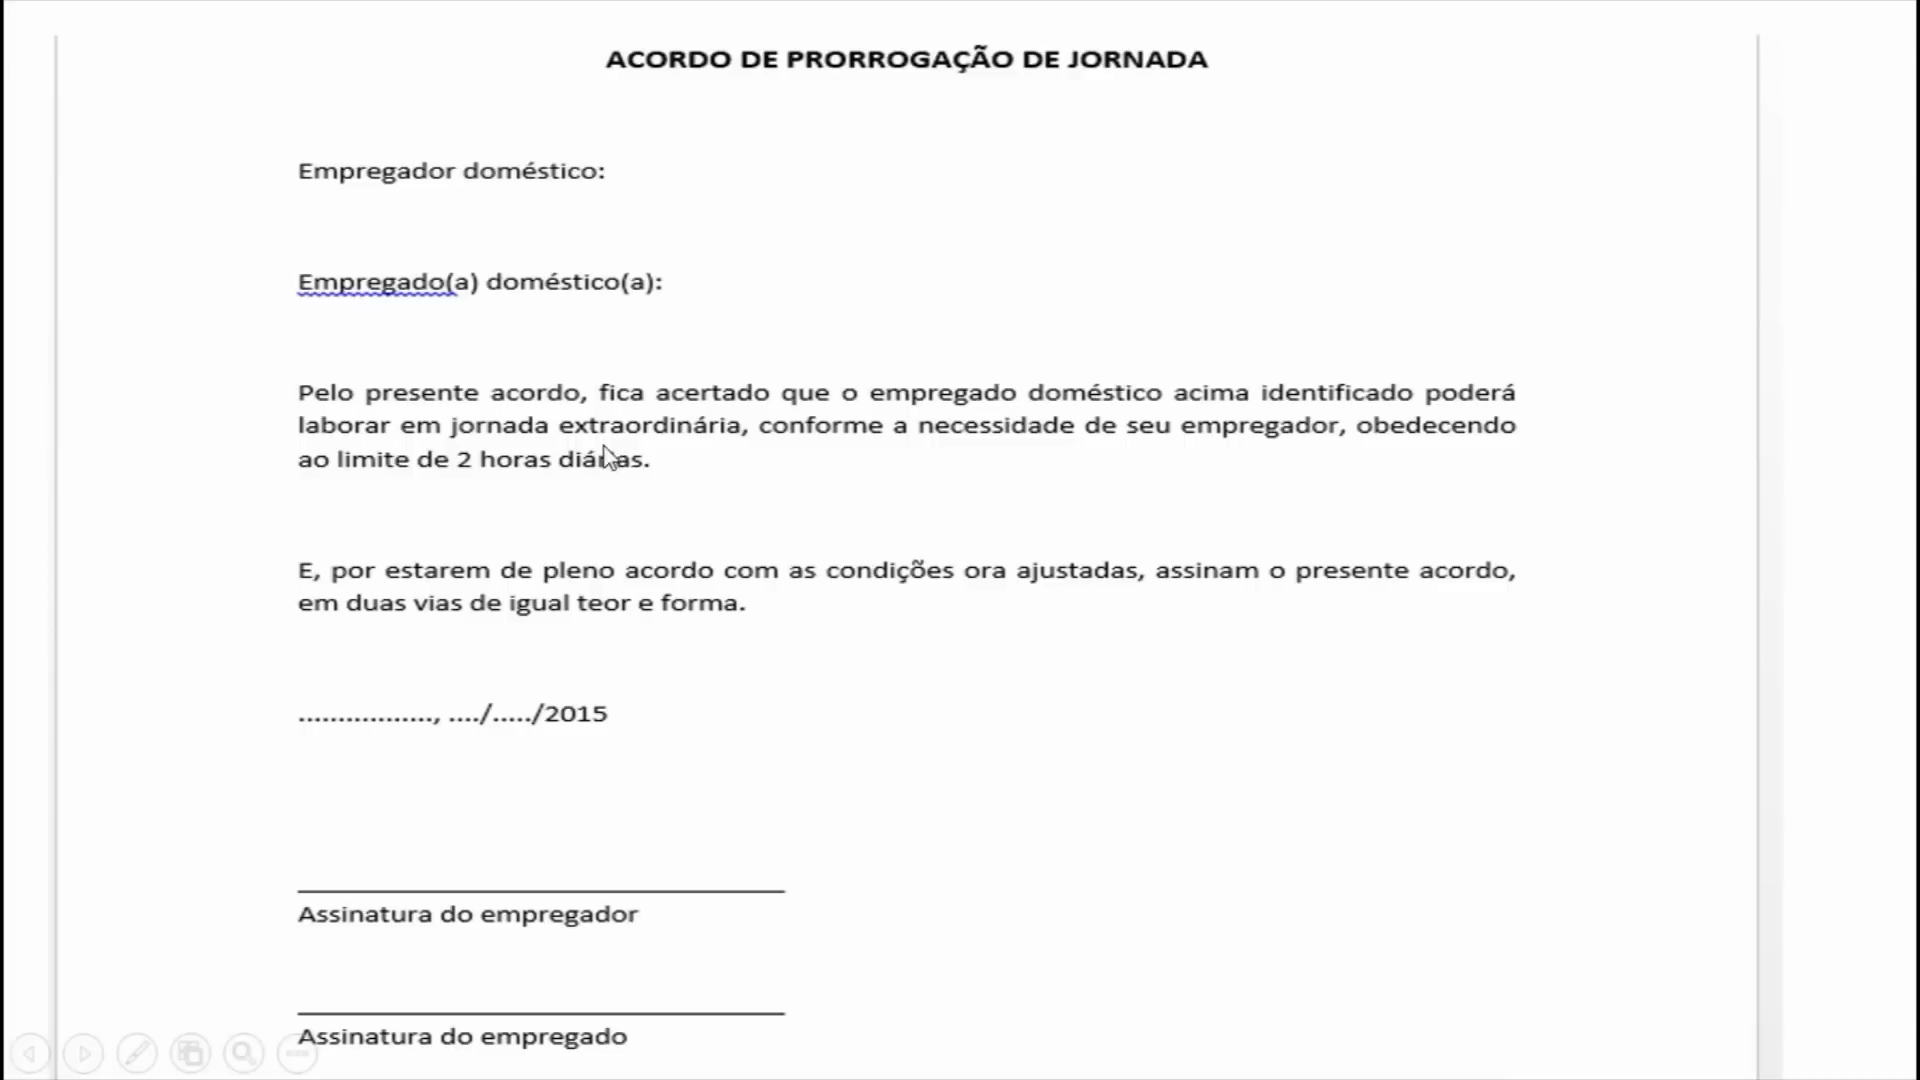 ACORDO DE PRORROGAÇÃO DE JORNADA
Empregador doméstico:
Empregado(a) doméstico(a):
Pelo presente acordo, fica acertado que o empregado doméstico acima identificado poderá
laborar em jornada extraordinária, conforme a necessidade de seu empregador, obedecendo
ao limite de 2 horas diárias.
E, por estarem de pleno acordo com as condições ora ajustadas, assinam o presente acordo,
em duas vias de igual teor e forma.
................., ..../...../2015
Assinatura do empregador
Assinatura do empregado